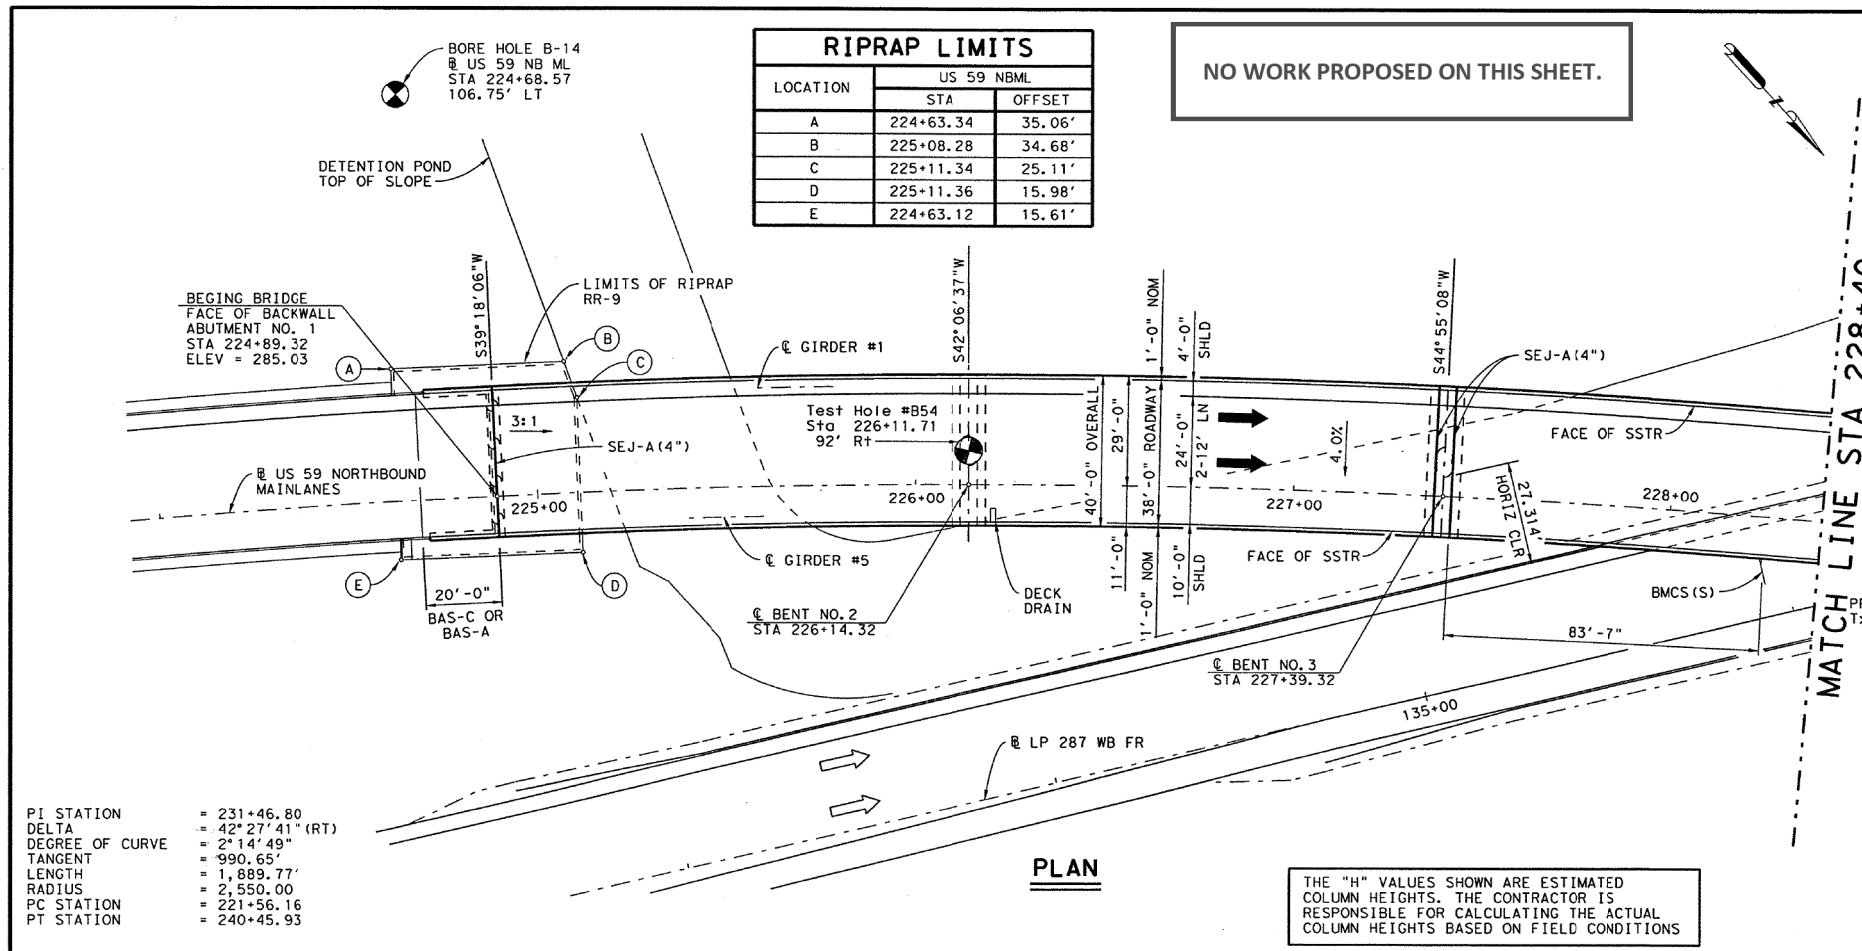 BORE HOLE B-14
℄ US 59 NB ML
STA 224+68.57
106.75' LT
RIPRAP LIMITS
LOCATION
US 59 NBML
STA
OFFSET
A 224+63.34 35.06'
B 225+08.28 34.68'
C 225+11.34 25.11'
D 225+11.36 15.98'
E 224+63.12 15.61'
NO WORK PROPOSED ON THIS SHEET.
Z
DETENTION POND
TOP OF SLOPE
BEGING BRIDGE
FACE OF BACKWALL
ABUTMENT NO. 1
STA 224+89.32
ELEV = 285.03
S39°18'06"W
LIMITS OF RIPRAP
RR-9
A
B
C
℄ GIRDER #1
S42°06'37"W
1'-0" NOM
4'-0"
SHLD
S44°55'08"W
SEJ-A(4")
3:1
SEJ-A(4")
Test Hole #B54
Sta 226+11.71
92' Rt
40'-0" OVERALL
29'-0"
38'-0" ROADWAY
24'-0"
2-12' LN
4.0%
FACE OF SSTR
℄ US 59 NORTHBOUND
MAINLANES
225+00
226+00
227+00
228+00
27.314'
HORIZ CLR
℄ GIRDER #5
FACE OF SSTR
E
D
20'-0"
BAS-C OR
BAS-A
℄ BENT NO.2
STA 226+14.32
DECK
DRAIN
11'-0"
1'-0" NOM
10'-0"
SHLD
℄ BENT NO.3
STA 227+39.32
BMCS(S)
83'-7"
MATCH LINE STA 228+40
135+00
℄ LP 287 WB FR
PI STATION = 231+46.80
DELTA = 42°27'41" (RT)
DEGREE OF CURVE = 2°14'49"
TANGENT = 990.65'
LENGTH = 1,889.77'
RADIUS = 2,550.00
PC STATION = 221+56.16
PT STATION = 240+45.93
PLAN
THE "H" VALUES SHOWN ARE ESTIMATED
COLUMN HEIGHTS. THE CONTRACTOR IS
RESPONSIBLE FOR CALCULATING THE ACTUAL
COLUMN HEIGHTS BASED ON FIELD CONDITIONS